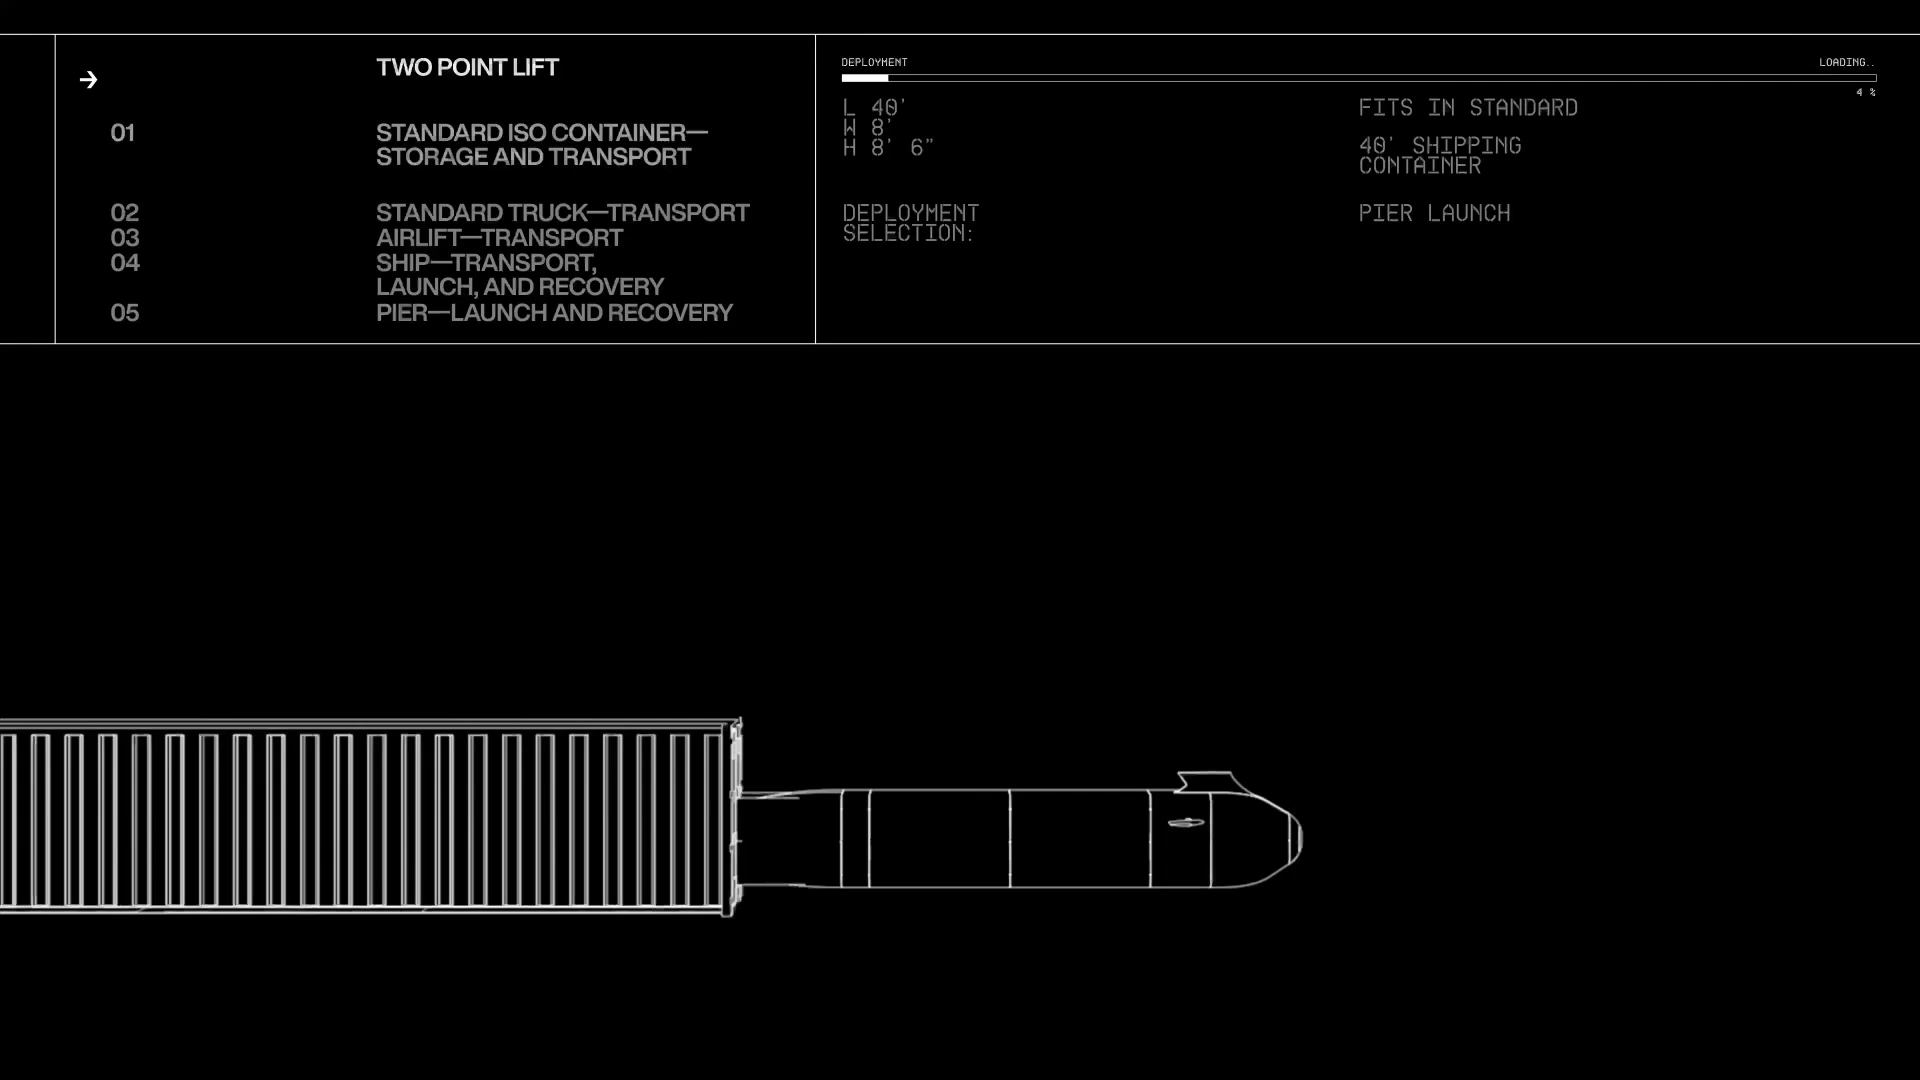 →
TWO POINT LIFT
01
STANDARD ISO CONTAINER—
STORAGE AND TRANSPORT
02
STANDARD TRUCK—TRANSPORT
03
AIRLIFT—TRANSPORT
04
SHIP—TRANSPORT,
LAUNCH, AND RECOVERY
05
PIER—LAUNCH AND RECOVERY
DEPLOYMENT
LOADING..
4 %
L 40'
W 8'
H 8' 6"
FITS IN STANDARD
40' SHIPPING
CONTAINER
DEPLOYMENT
SELECTION:
PIER LAUNCH